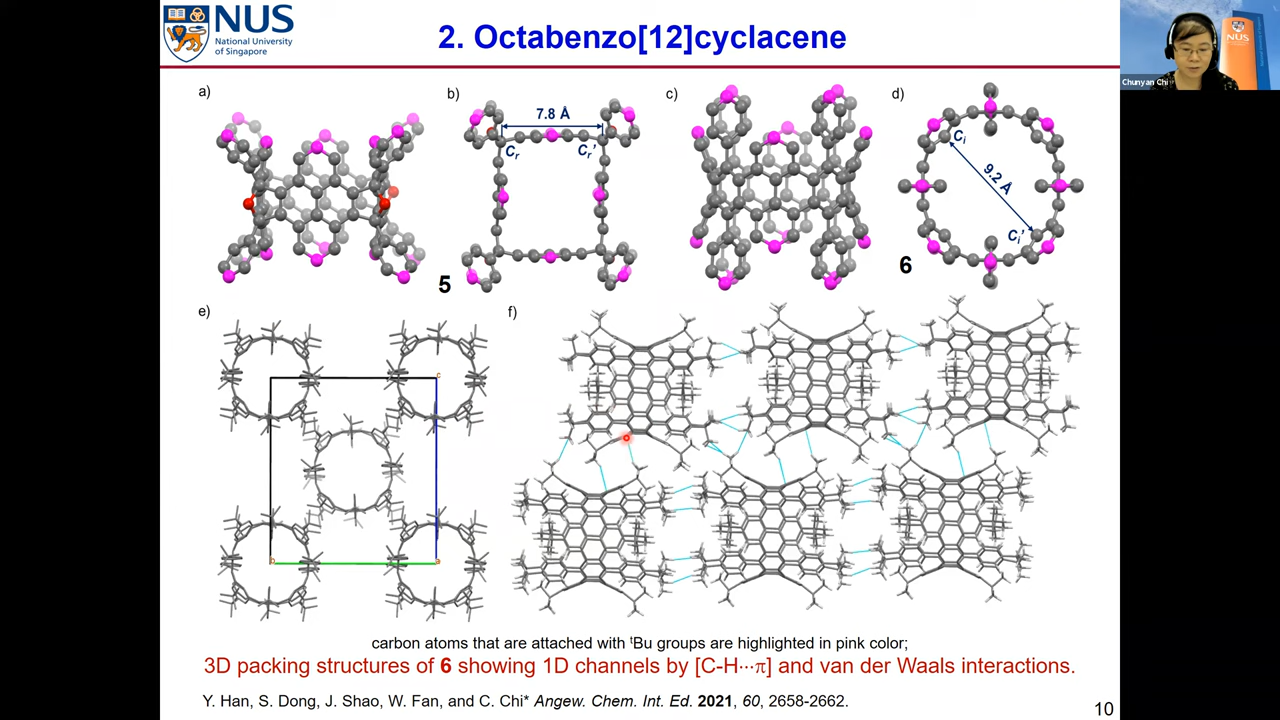 NUS
National University
of Singapore
2. Octabenzo[12]cyclacene
NUS
Chunyan Chi
a)
b)
c)
d)
7.8 Å
Cr
Cr'
Ci
9.2 Å
Ci'
5
6
e)
f)
c
b
a
carbon atoms that are attached with ᵗBu groups are highlighted in pink color;
3D packing structures of 6 showing 1D channels by [C-H···π] and van der Waals interactions.
Y. Han, S. Dong, J. Shao, W. Fan, and C. Chi* Angew. Chem. Int. Ed. 2021, 60, 2658-2662.
10